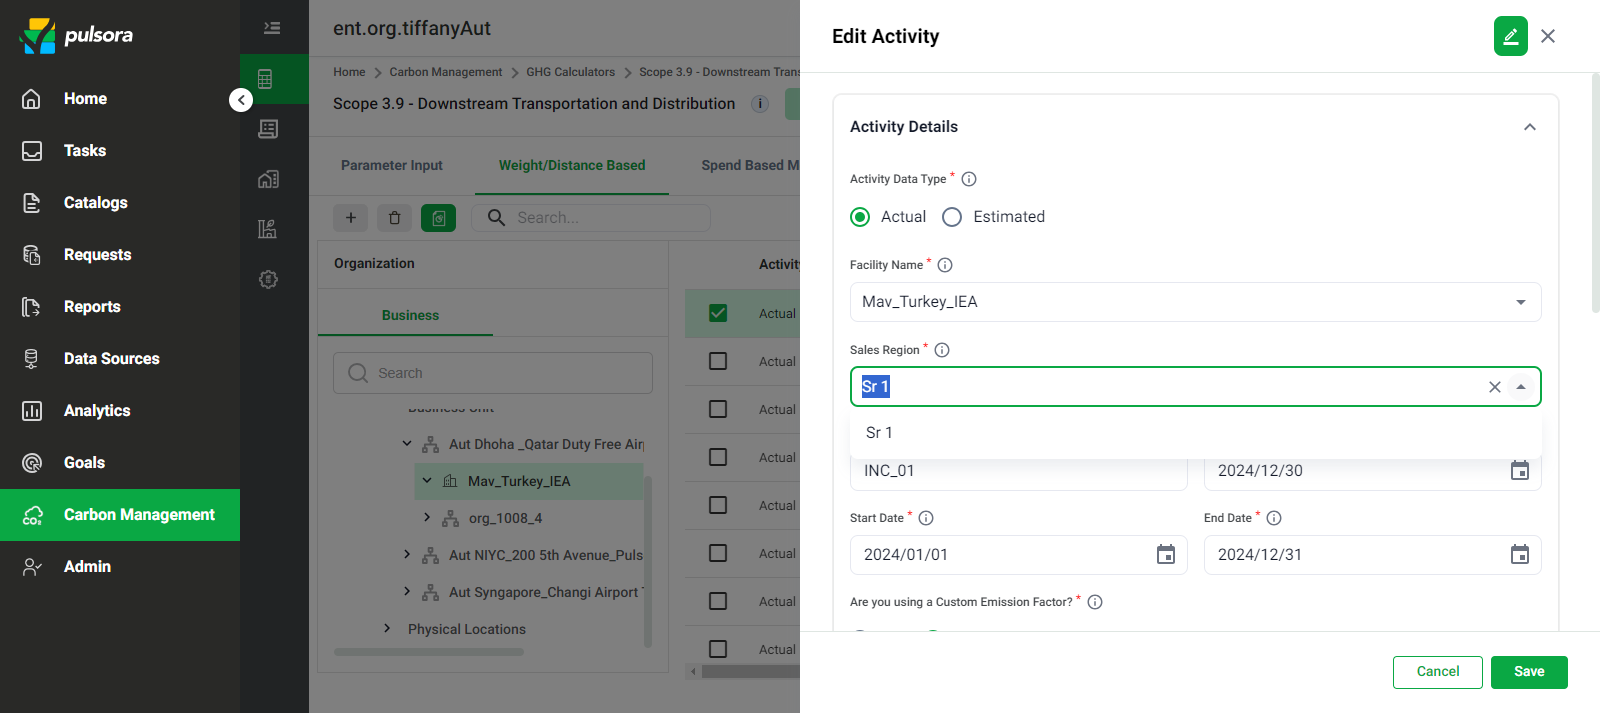 pulsora
Home
Tasks
Catalogs
Requests
Reports
Data Sources
Analytics
Goals
CO₂
Carbon Management
Admin
ent.org.tiffanyAut
Home > Carbon Management > GHG Calculators > Scope 3.9 - Downstream Trans
Scope 3.9 - Downstream Transportation and Distribution i
Parameter Input
Weight/Distance Based
Spend Based M
Search...
Organization
Business
Search
Business Unit
Aut Dhoha _Qatar Duty Free Air
Mav_Turkey_IEA
org_1008_4
Aut NIYC_200 5th Avenue_Puls
Aut Syngapore_Changi Airport T
Physical Locations
Activity
Actual
Actual
Actual
Actual
Actual
Actual
Actual
Actual
Edit Activity
Activity Details
Activity Data Type *
Actual
Estimated
Facility Name *
Mav_Turkey_IEA
Sales Region *
Sr 1
Sr 1
INC_01
2024/12/30
Start Date *
End Date *
2024/01/01
2024/12/31
Are you using a Custom Emission Factor? *
Cancel
Save